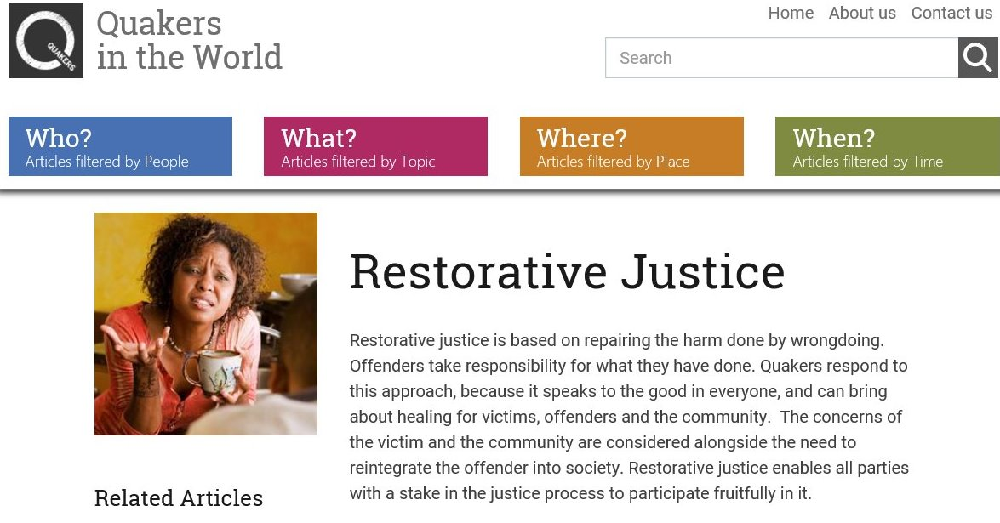 QUAKERS
Quakers
in the World
Home About us Contact us
Search
Who?
Articles filtered by People
What?
Articles filtered by Topic
Where?
Articles filtered by Place
When?
Articles filtered by Time
Restorative Justice
Restorative justice is based on repairing the harm done by wrongdoing.
Offenders take responsibility for what they have done. Quakers respond to
this approach, because it speaks to the good in everyone, and can bring
about healing for victims, offenders and the community.  The concerns of
the victim and the community are considered alongside the need to
reintegrate the offender into society. Restorative justice enables all parties
with a stake in the justice process to participate fruitfully in it.
Related Articles